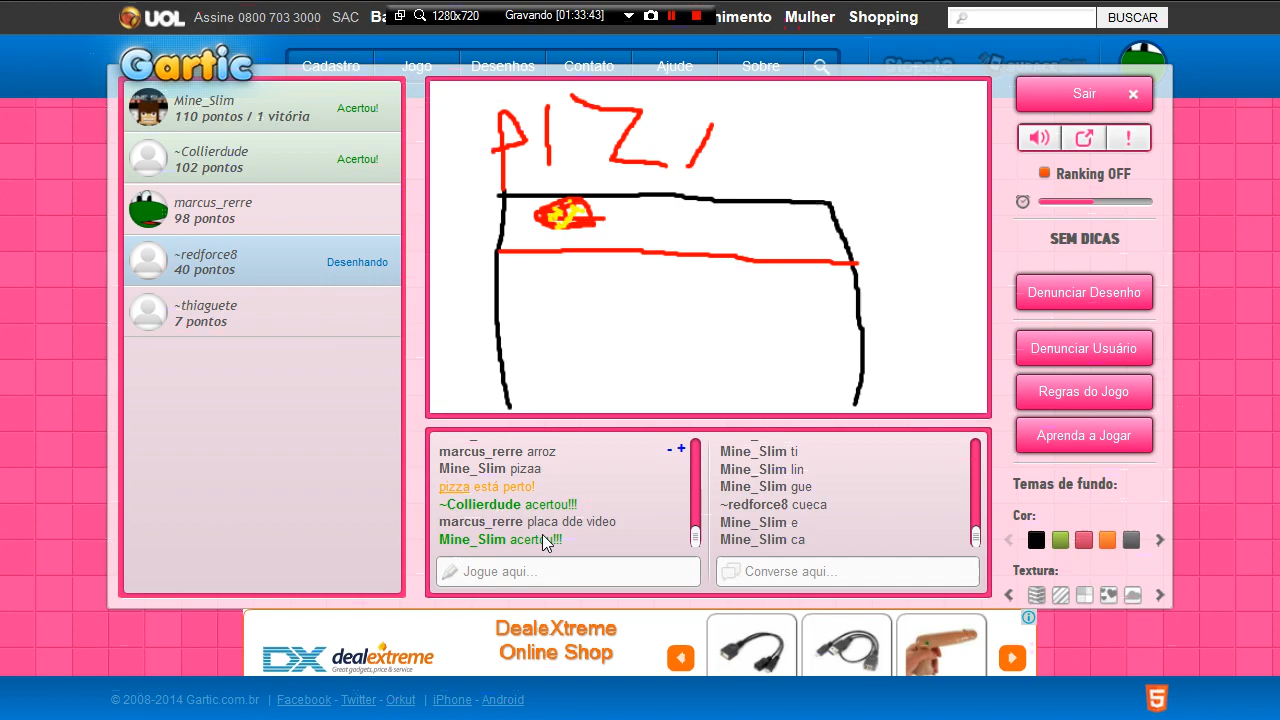 UOL Assine 0800 703 3000 SAC Ba
1280x720 Gravando [01:33:43]
himento Mulher Shopping
BUSCAR
Gartic
Cadastro Jogo Desenhos Contato Ajuda Sobre
Mine_Slim
110 pontos / 1 vitória
Acertou!
~Collierdude
102 pontos
Acertou!
marcus_rerre
98 pontos
~redforce8
40 pontos
Desenhando
~thiaguete
7 pontos
PIZ
Sair ×
!
Ranking OFF
SEM DICAS
Denunciar Desenho
Denunciar Usuário
Regras do Jogo
Aprenda a Jogar
Temas de fundo:
Cor:
Textura:
marcus_rerre arroz
- +
Mine_Slim pizaa
pizza está perto!
~Collierdude acertou!!!
marcus_rerre placa dde video
Mine_Slim acertou!!!
Jogue aqui...
Mine_Slim ti
Mine_Slim lin
Mine_Slim gue
~redforce8 cueca
Mine_Slim e
Mine_Slim ca
Converse aqui...
DX dealextreme
Great gadgets, price & service
DealeXtreme
Online Shop
© 2008-2014 Gartic.com.br | Facebook - Twitter - Orkut | iPhone - Android
5